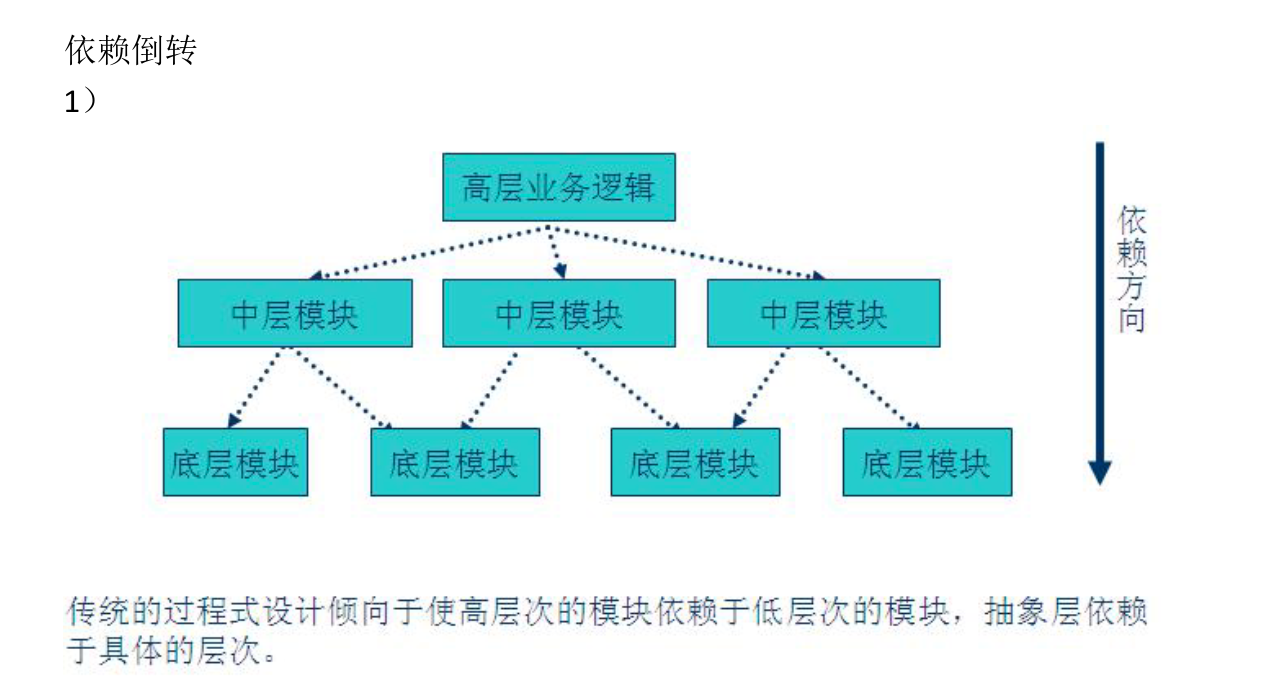 依赖倒转
1）
高层业务逻辑
依赖方向
中层模块 中层模块 中层模块
底层模块 底层模块 底层模块 底层模块
传统的过程式设计倾向于使高层次的模块依赖于低层次的模块，抽象层依赖
于具体的层次。